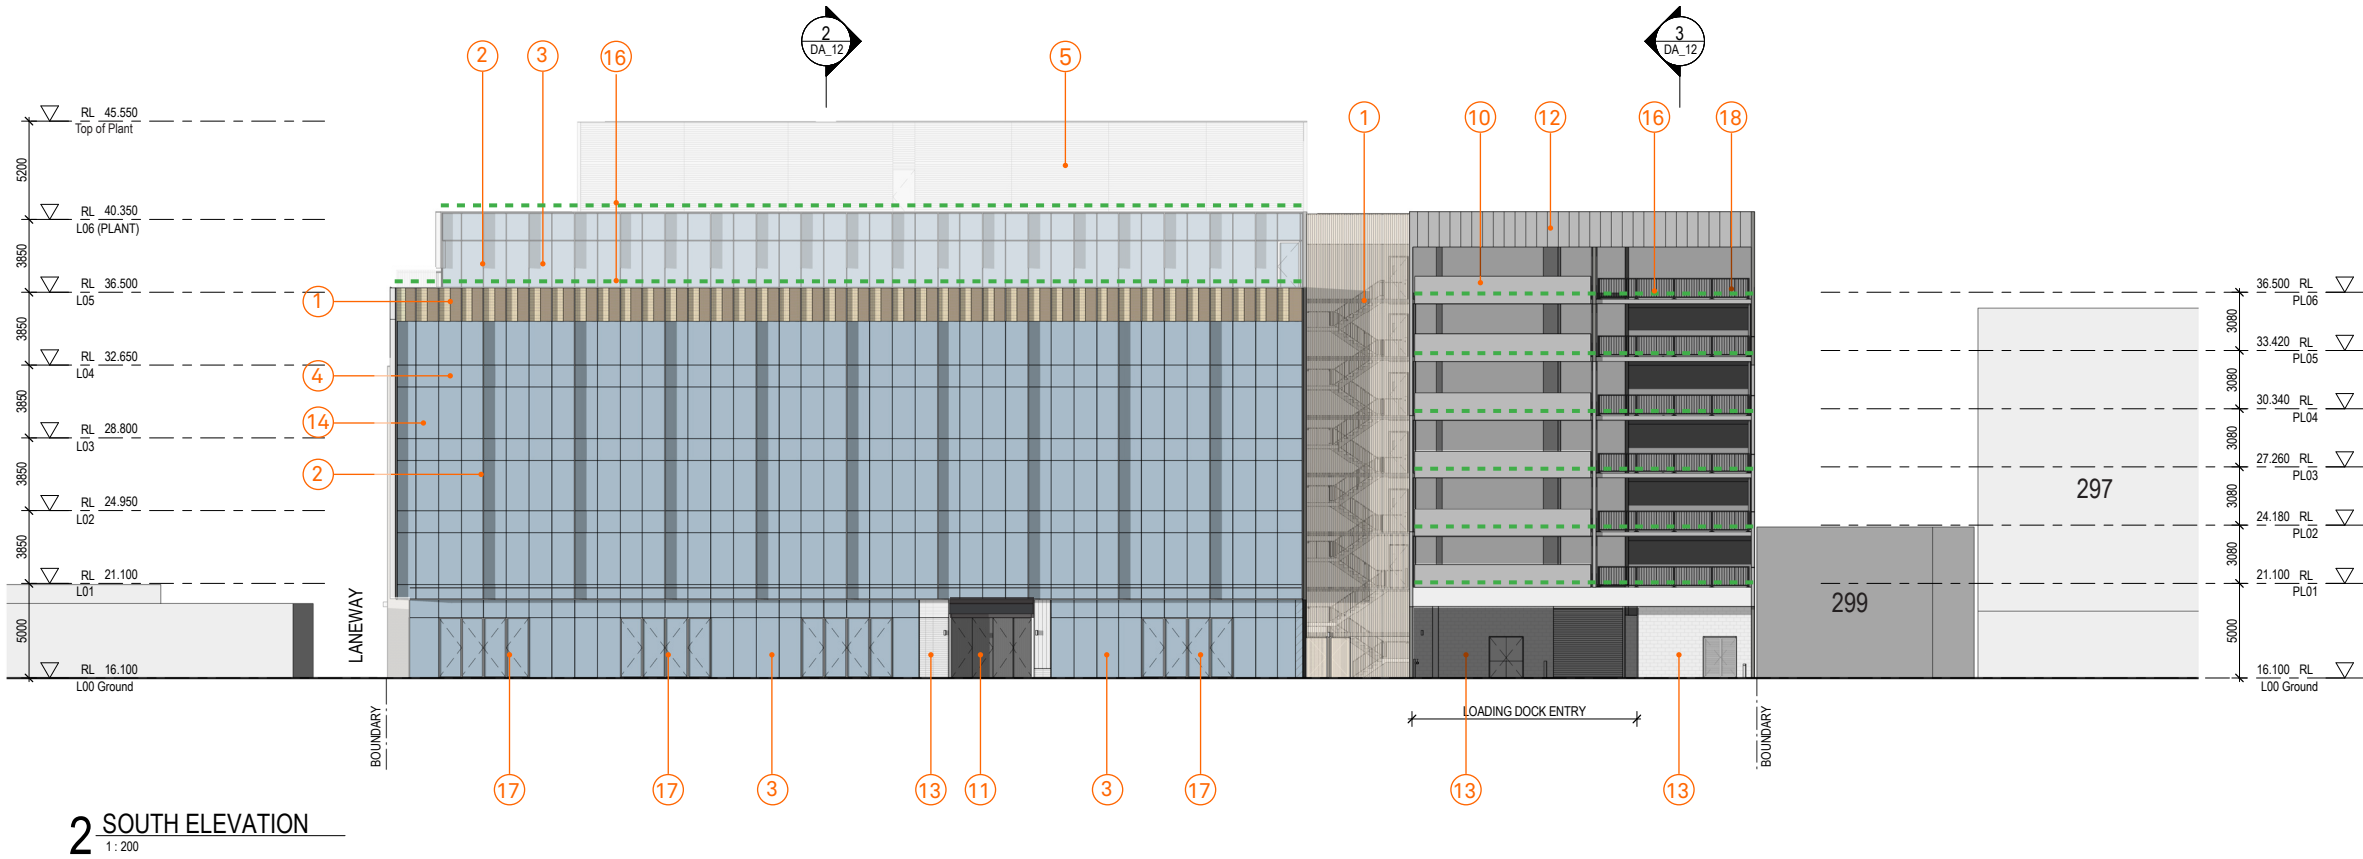 2
DA_12
3
DA_12
2
3
16
5
1
10
12
16
18
RL 45.550
Top of Plant
5200
RL 40.350
L06 (PLANT)
3850
RL 36.500
L05
3850
RL 32.650
L04
3850
RL 28.800
L03
3850
RL 24.950
L02
3850
RL 21.100
L01
5000
RL 16.100
L00 Ground
1
4
14
2
LANEWAY
BOUNDARY
36.500 RL
PL06
3080
33.420 RL
PL05
3080
30.340 RL
PL04
3080
27.260 RL
PL03
3080
24.180 RL
PL02
3080
21.100 RL
PL01
5000
16.100 RL
L00 Ground
297
299
LOADING DOCK ENTRY
BOUNDARY
17
17
3
13
11
3
17
13
13
2 SOUTH ELEVATION
1 : 200